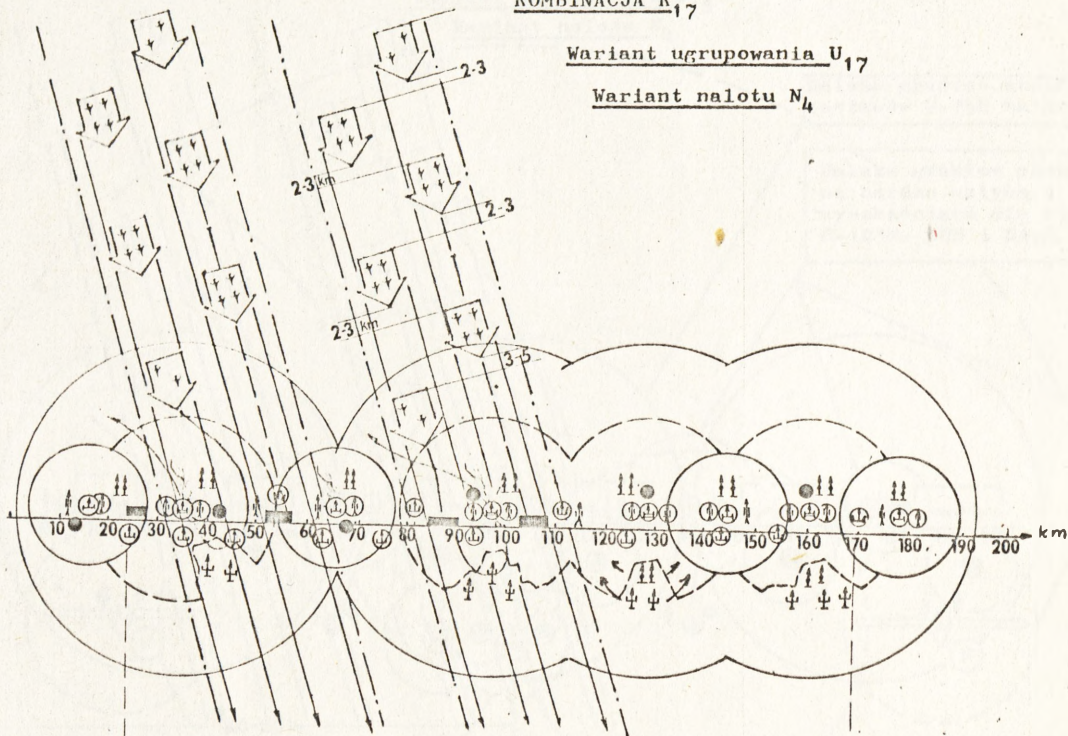 KOMBINACJA K17
Wariant ugrupowania U17
Wariant nalotu N4
2-3
2-3 km
2-3
2-3 km
3-5
10 20 30 40 50 60 70 80 90 100 110 120 130 140 150 160 170 180 190 200 km